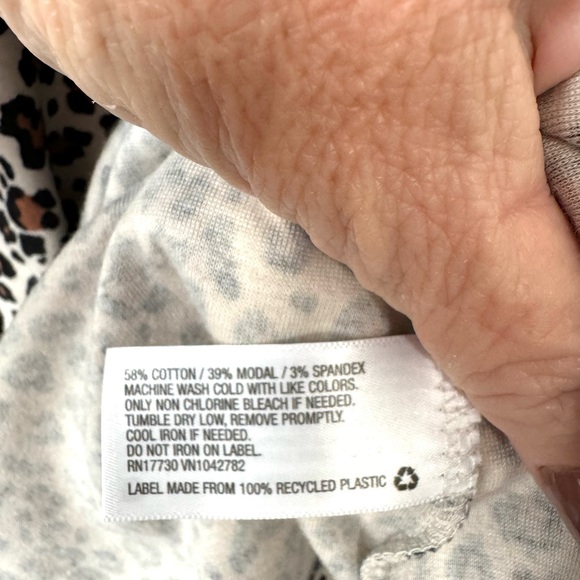 58% COTTON / 39% MODAL / 3% SPANDEX
MACHINE WASH COLD WITH LIKE COLORS.
ONLY NON CHLORINE BLEACH IF NEEDED.
TUMBLE DRY LOW, REMOVE PROMPTLY.
COOL IRON IF NEEDED.
DO NOT IRON ON LABEL.
RN17730 VN1042782
LABEL MADE FROM 100% RECYCLED PLASTIC